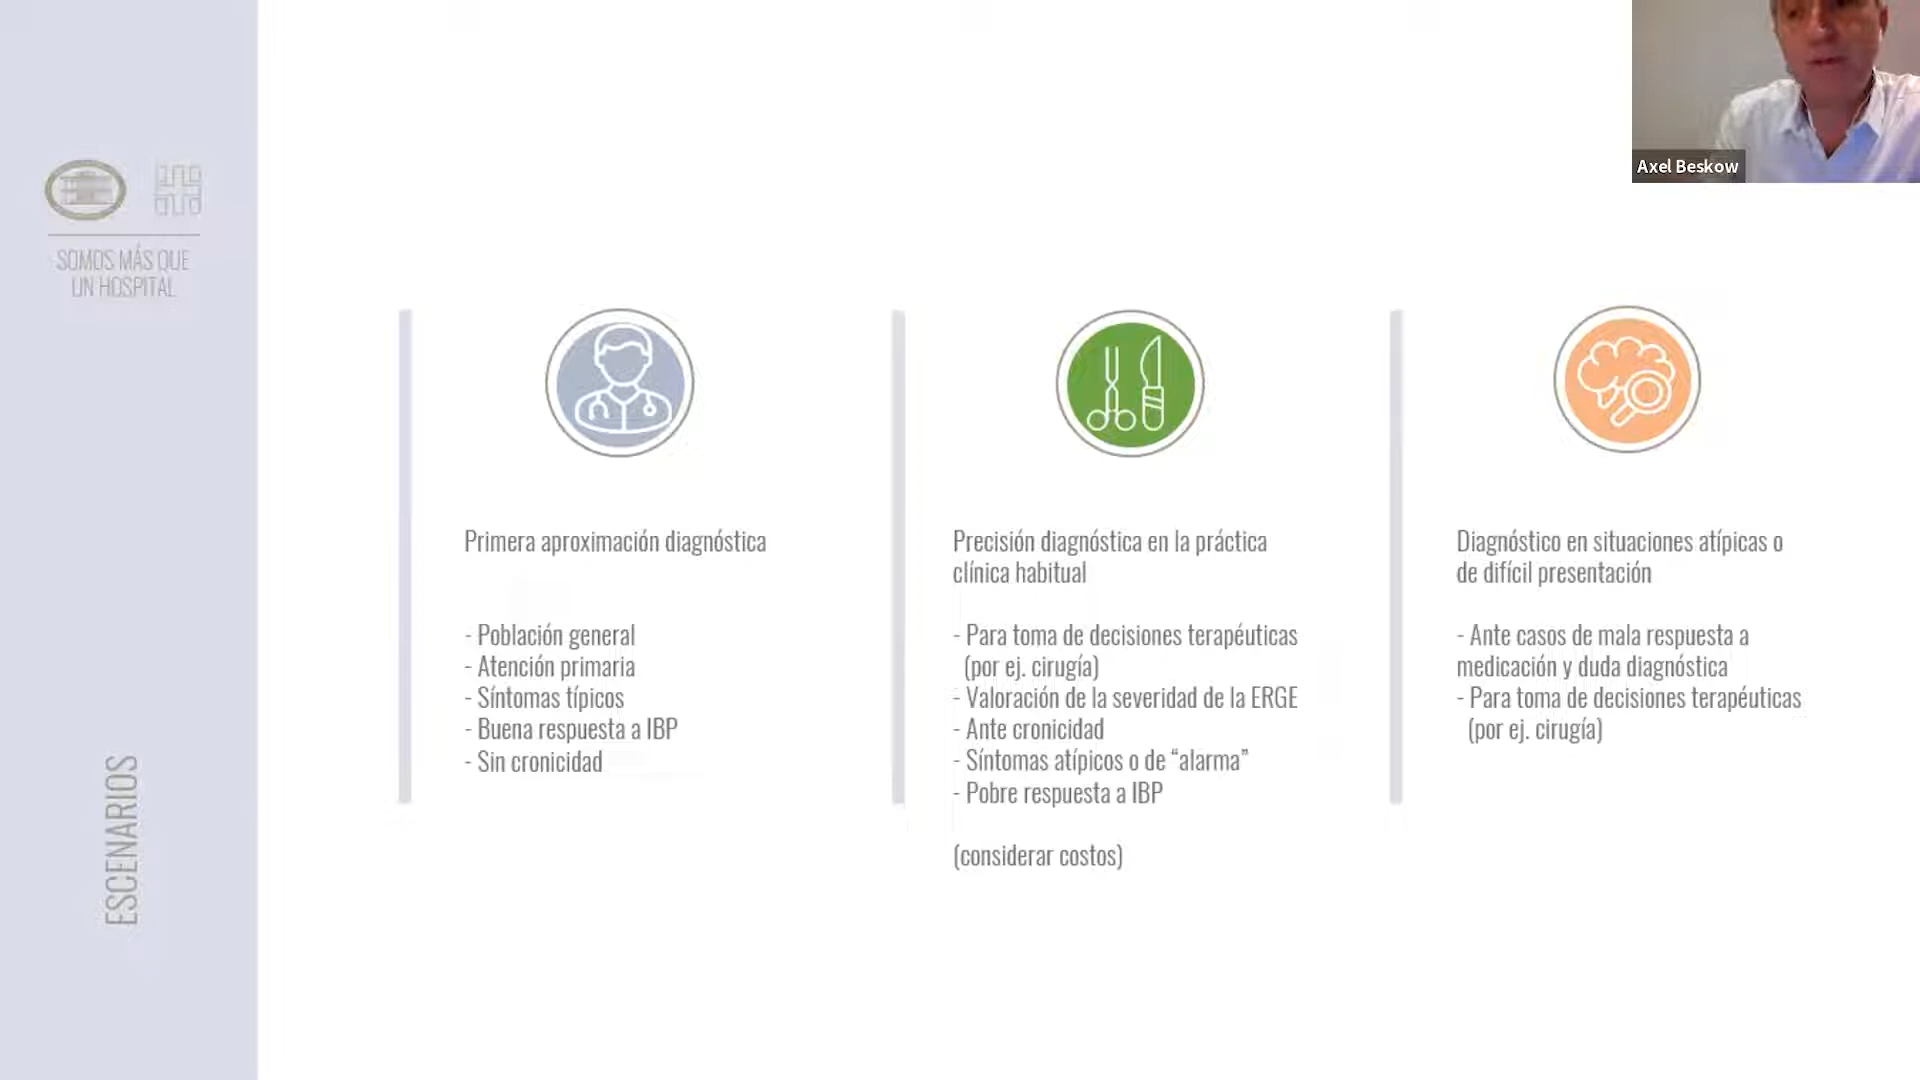 Axel Beskow
SOMOS MÁS QUE
UN HOSPITAL
ESCENARIOS
Primera aproximación diagnóstica
- Población general
- Atención primaria
- Síntomas típicos
- Buena respuesta a IBP
- Sin cronicidad
Precisión diagnóstica en la práctica
clínica habitual
- Para toma de decisiones terapéuticas
(por ej. cirugía)
- Valoración de la severidad de la ERGE
- Ante cronicidad
- Síntomas atípicos o de “alarma”
- Pobre respuesta a IBP
(considerar costos)
Diagnóstico en situaciones atípicas o
de difícil presentación
- Ante casos de mala respuesta a
medicación y duda diagnóstica
- Para toma de decisiones terapéuticas
(por ej. cirugía)